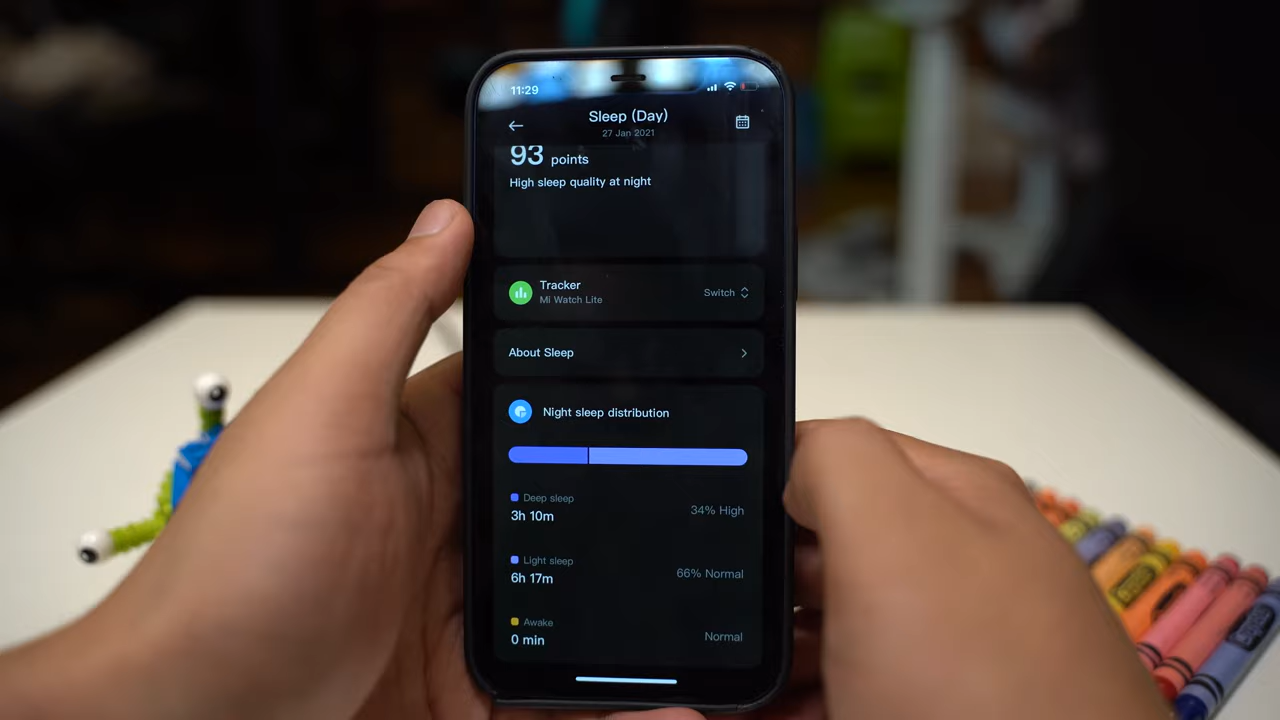 11:29
Sleep (Day)
27 Jan 2021
93 points
High sleep quality at night
Tracker
Mi Watch Lite
Switch
About Sleep
Night sleep distribution
Deep sleep
3h 10m
34% High
Light sleep
6h 17m
66% Normal
Awake
0 min
Normal